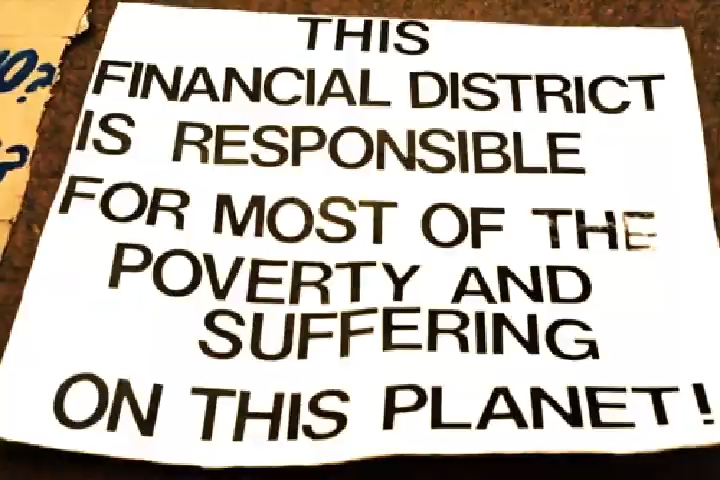 THIS
FINANCIAL DISTRICT
IS RESPONSIBLE
FOR MOST OF THE
POVERTY AND
SUFFERING
ON THIS PLANET!